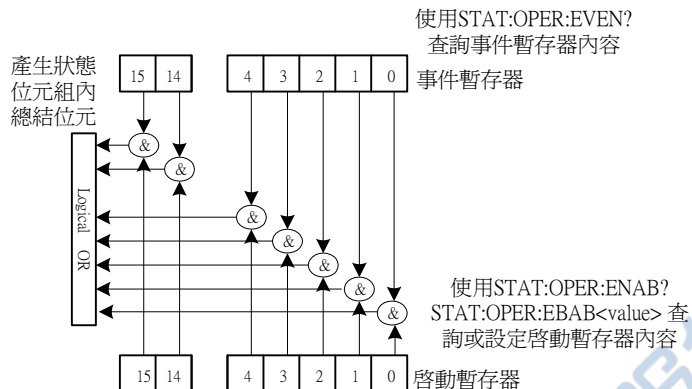 使用STAT:OPER:EVEN?
查詢事件暫存器內容
產生狀態
位元組內
總結位元
15 14 4 3 2 1 0
事件暫存器
&
&
Logical OR
&
&
&
&
&
使用STAT:OPER:ENAB?
STAT:OPER:EBAB<value> 查
詢或設定啓動暫存器內容
15 14 4 3 2 1 0
啓動暫存器